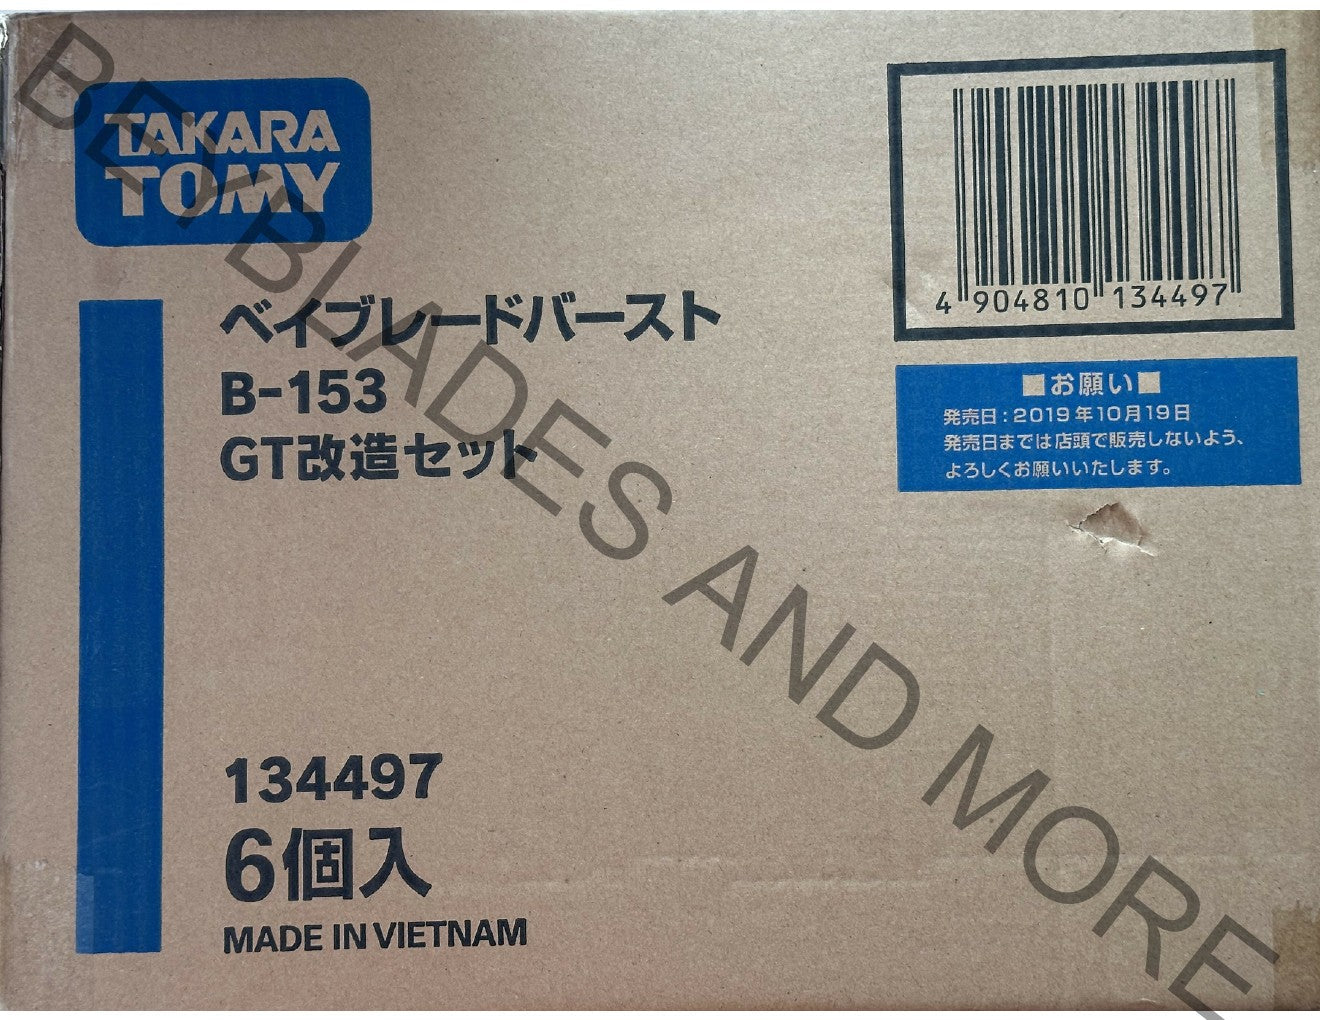 TAKARA
TOMY
ベイブレードバースト
B-153
GT改造セット
4 904810 134497
■お願い■
発売日:2019年10月19日
発売日までは店頭で販売しないよう、
よろしくお願いいたします。
134497
6個入
MADE IN VIETNAM
BEYBLADES AND MORE